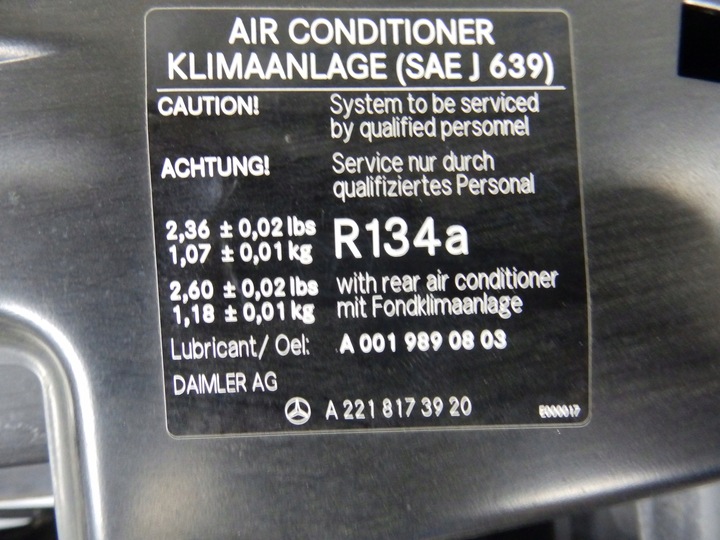 AIR CONDITIONER
KLIMAANLAGE (SAE J 639)
CAUTION! System to be serviced
by qualified personnel
ACHTUNG! Service nur durch
qualifiziertes Personal
2,36 ± 0,02 lbs
1,07 ± 0,01 kg R134a
2,60 ± 0,02 lbs with rear air conditioner
1,18 ± 0,01 kg mit Fondklimaanlage
Lubricant/ Oel: A 001 989 08 03
DAIMLER AG
A 221 817 39 20 E000017